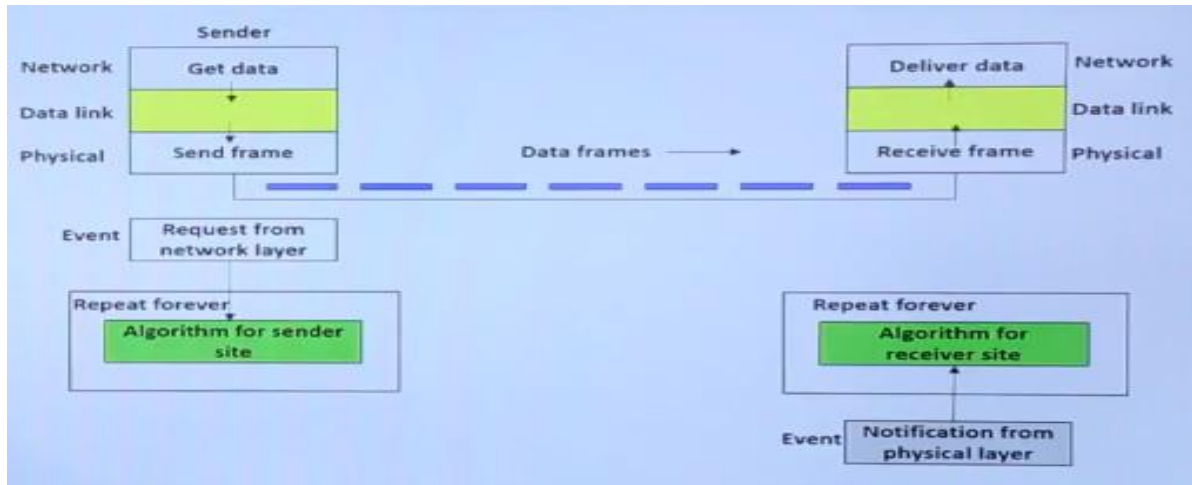 Sender
Network
Get data
Data link
Physical
Send frame
Data frames
Deliver data
Network
Data link
Receive frame
Physical
Event
Request from
network layer
Repeat forever
Algorithm for sender
site
Repeat forever
Algorithm for
receiver site
Event
Notification from
physical layer